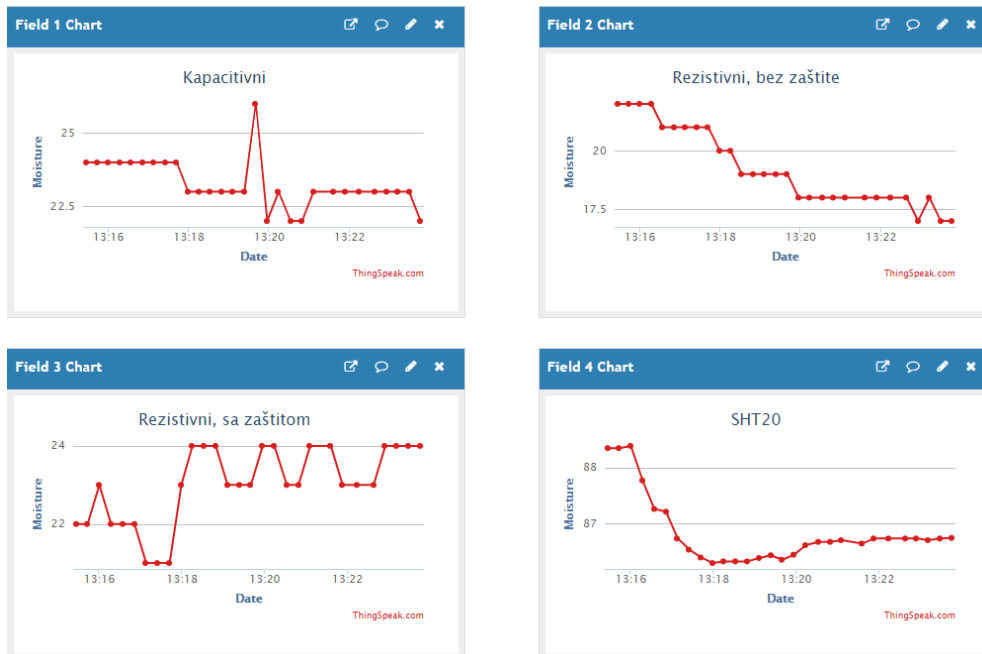 Field 1 Chart
Kapacitivni
Moisture
25
22.5
13:16 13:18 13:20 13:22
Date
ThingSpeak.com
Field 2 Chart
Rezistivni, bez zaštite
Moisture
20
17.5
13:16 13:18 13:20 13:22
Date
ThingSpeak.com
Field 3 Chart
Rezistivni, sa zaštitom
Moisture
24
22
13:16 13:18 13:20 13:22
Date
ThingSpeak.com
Field 4 Chart
SHT20
Moisture
88
87
13:16 13:18 13:20 13:22
Date
ThingSpeak.com